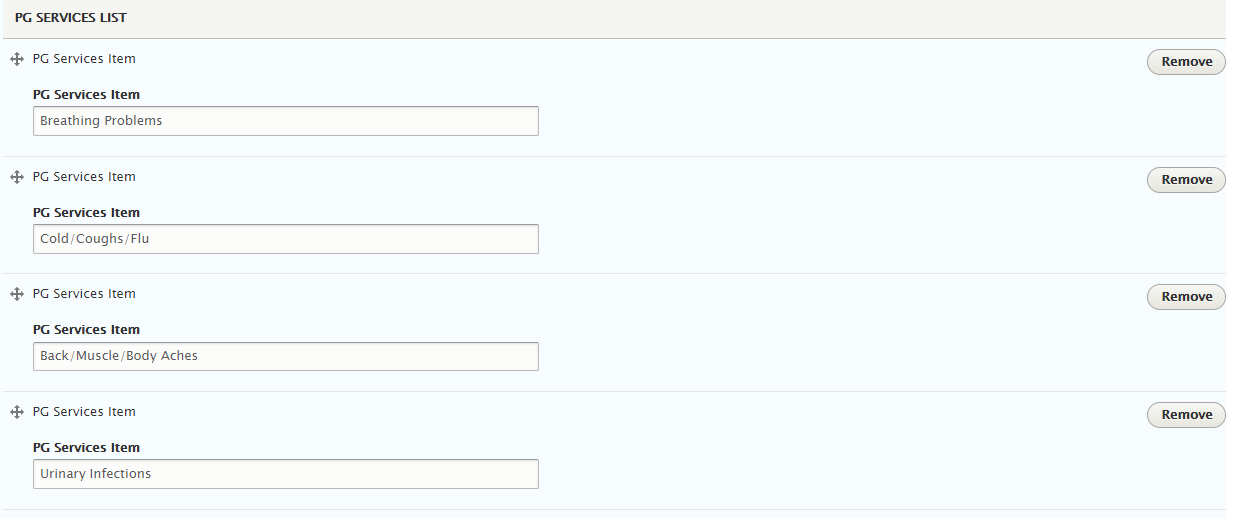 PG SERVICES LIST
PG Services Item
Remove
PG Services Item
Breathing Problems
PG Services Item
Remove
PG Services Item
Cold/Coughs/Flu
PG Services Item
Remove
PG Services Item
Back/Muscle/Body Aches
PG Services Item
Remove
PG Services Item
Urinary Infections